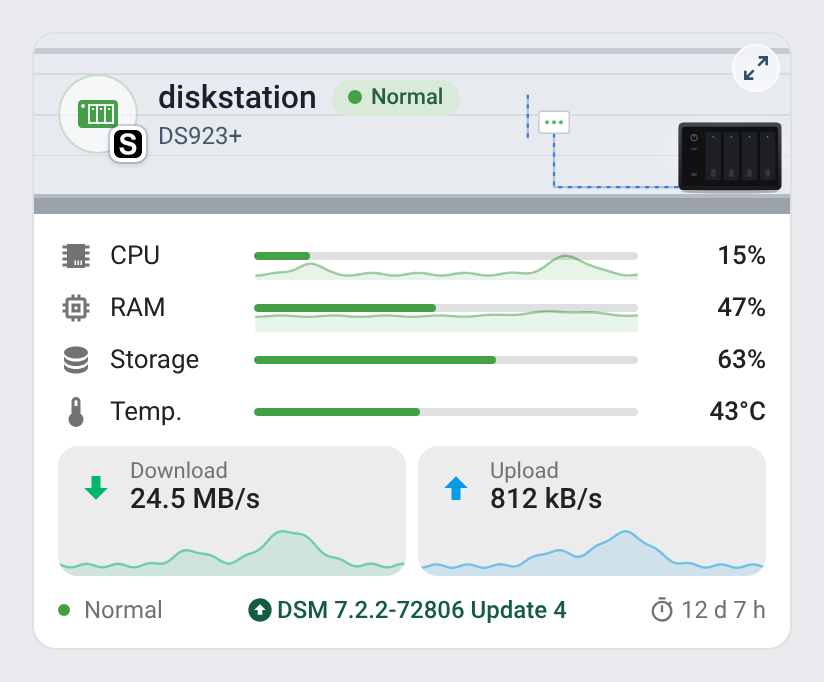 diskstation
Normal
DS923+
S
CPU 15%
RAM 47%
Storage 63%
Temp. 43°C
Download
24.5 MB/s
Upload
812 kB/s
Normal DSM 7.2.2-72806 Update 4 12 d 7 h